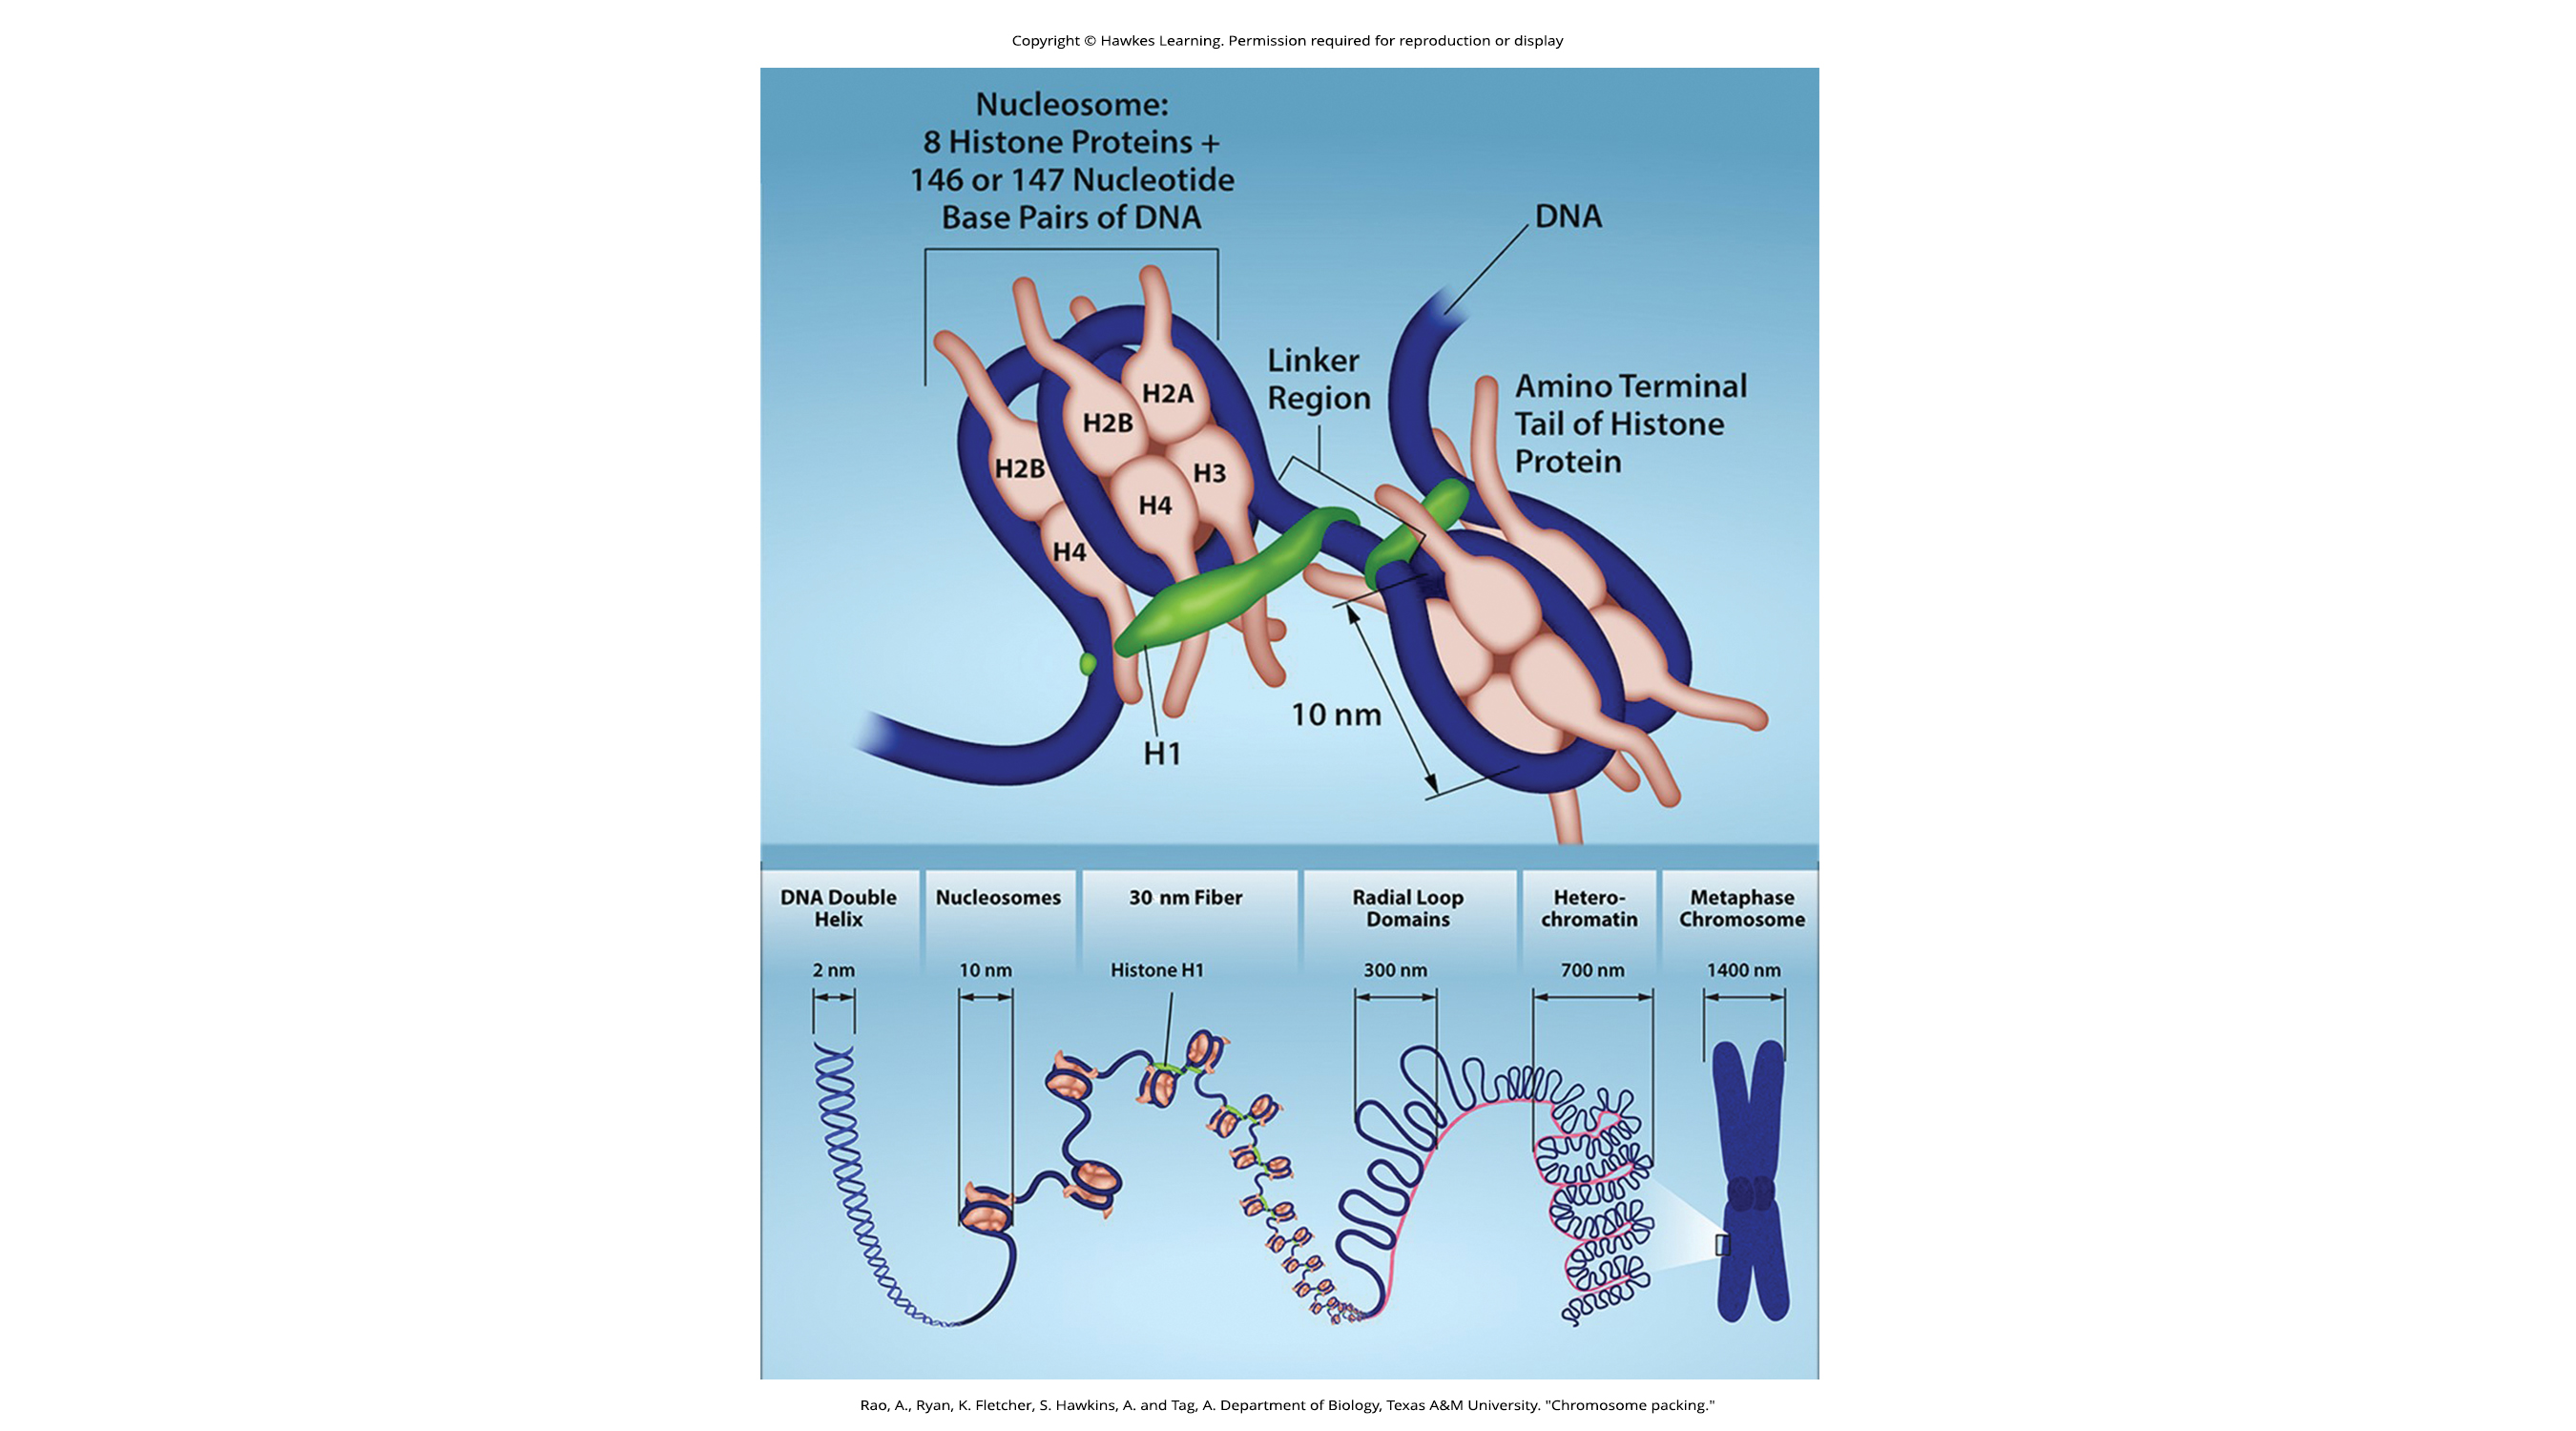 Copyright © Hawkes Learning. Permission required for reproduction or display
Nucleosome:
8 Histone Proteins +
146 or 147 Nucleotide
Base Pairs of DNA
DNA
Linker
Region
Amino Terminal
Tail of Histone
Protein
H2A
H2B
H2B
H3
H4
H4
10 nm
H1
DNA Double
Helix
Nucleosomes
30 nm Fiber
Radial Loop
Domains
Hetero-
chromatin
Metaphase
Chromosome
2 nm
10 nm
Histone H1
300 nm
700 nm
1400 nm
Rao, A., Ryan, K. Fletcher, S. Hawkins, A. and Tag, A. Department of Biology, Texas A&M University. "Chromosome packing."